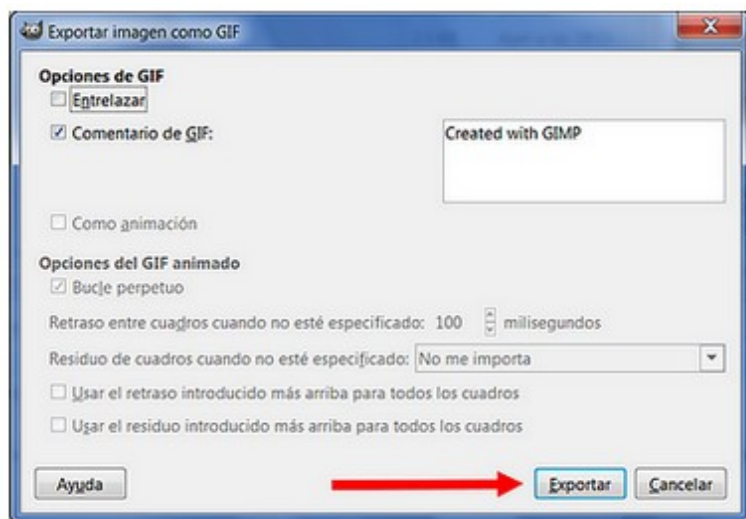 Exportar imagen como GIF
Opciones de GIF
Entrelazar
Comentario de GIF:
Created with GIMP
Como animación
Opciones del GIF animado
Bucle perpetuo
Retraso entre cuadros cuando no esté especificado: 100 milisegundos
Residuo de cuadros cuando no esté especificado: No me importa
Usar el retraso introducido más arriba para todos los cuadros
Usar el residuo introducido más arriba para todos los cuadros
Ayuda Exportar Cancelar